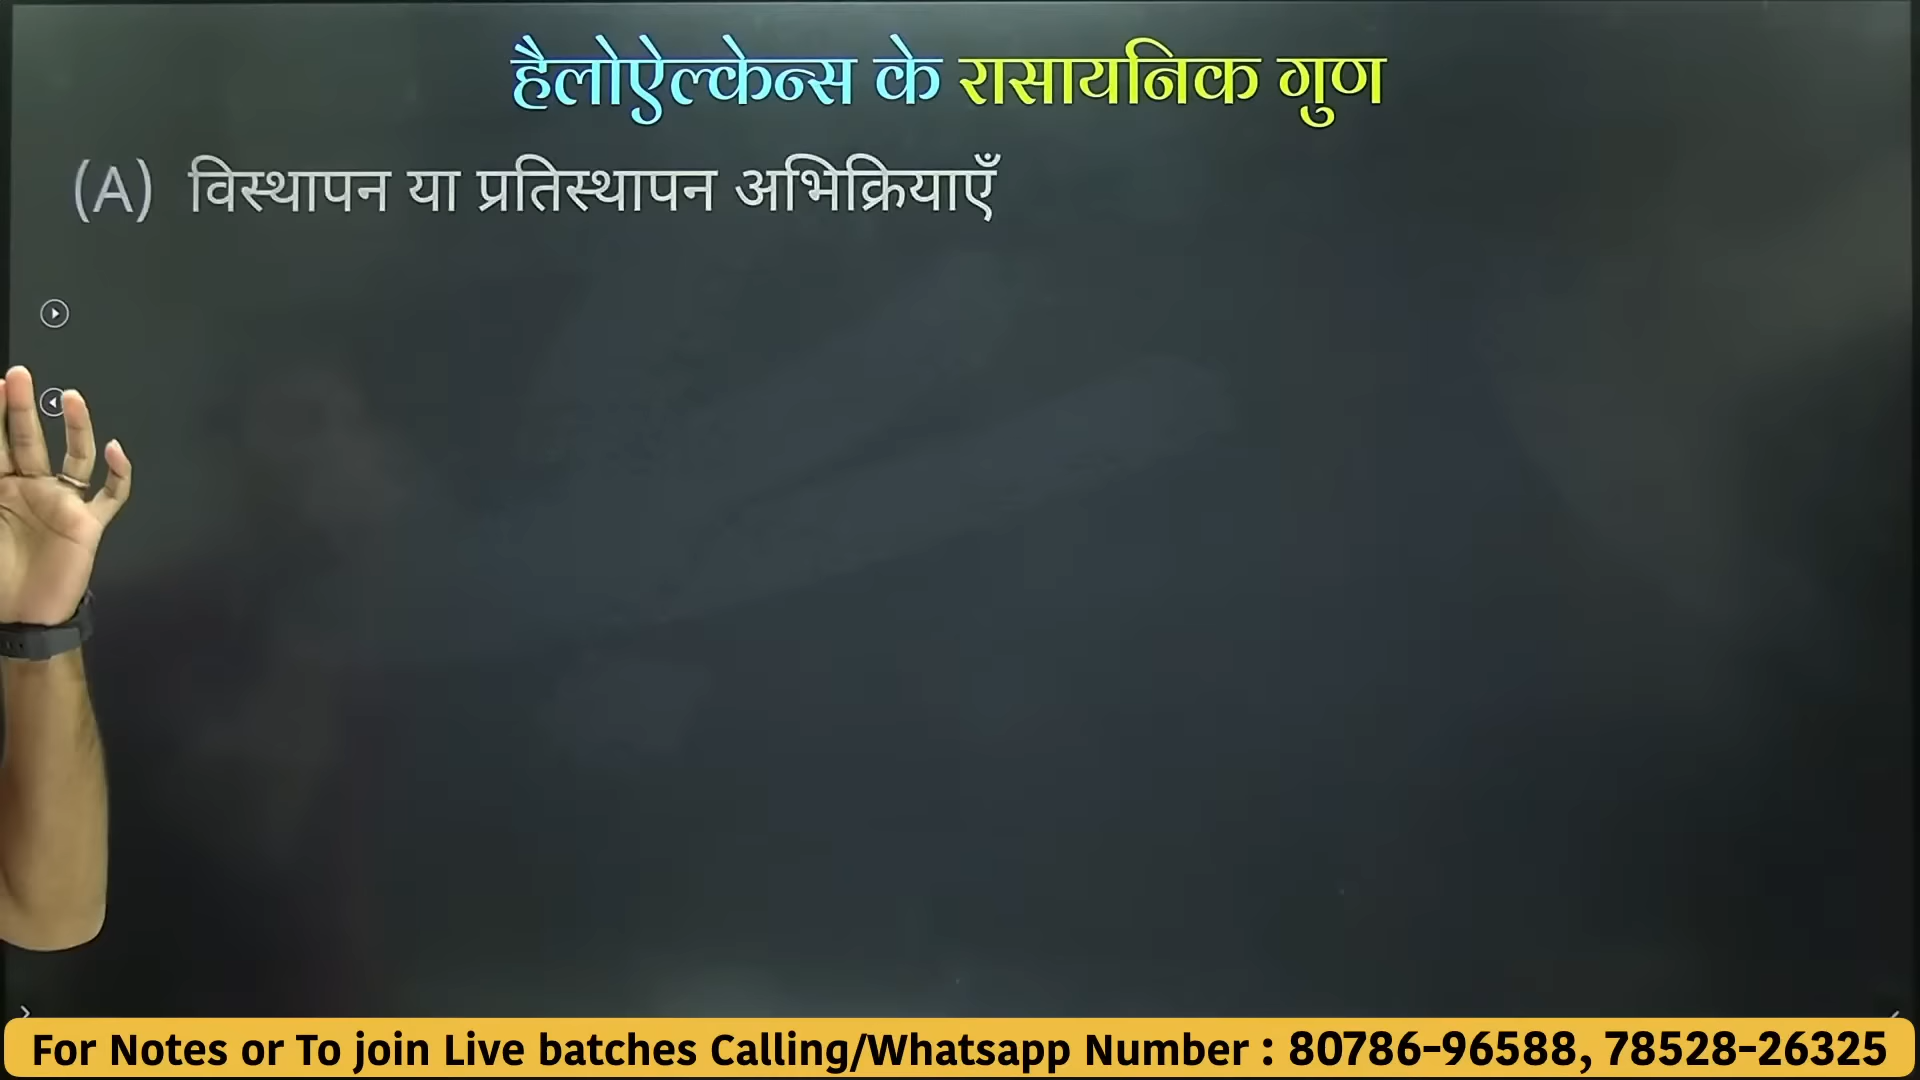 हैलोऐल्केन्स के रासायनिक गुण
(A) विस्थापन या प्रतिस्थापन अभिक्रियाएँ
For Notes or To join Live batches Calling/Whatsapp Number : 80786-96588, 78528-26325